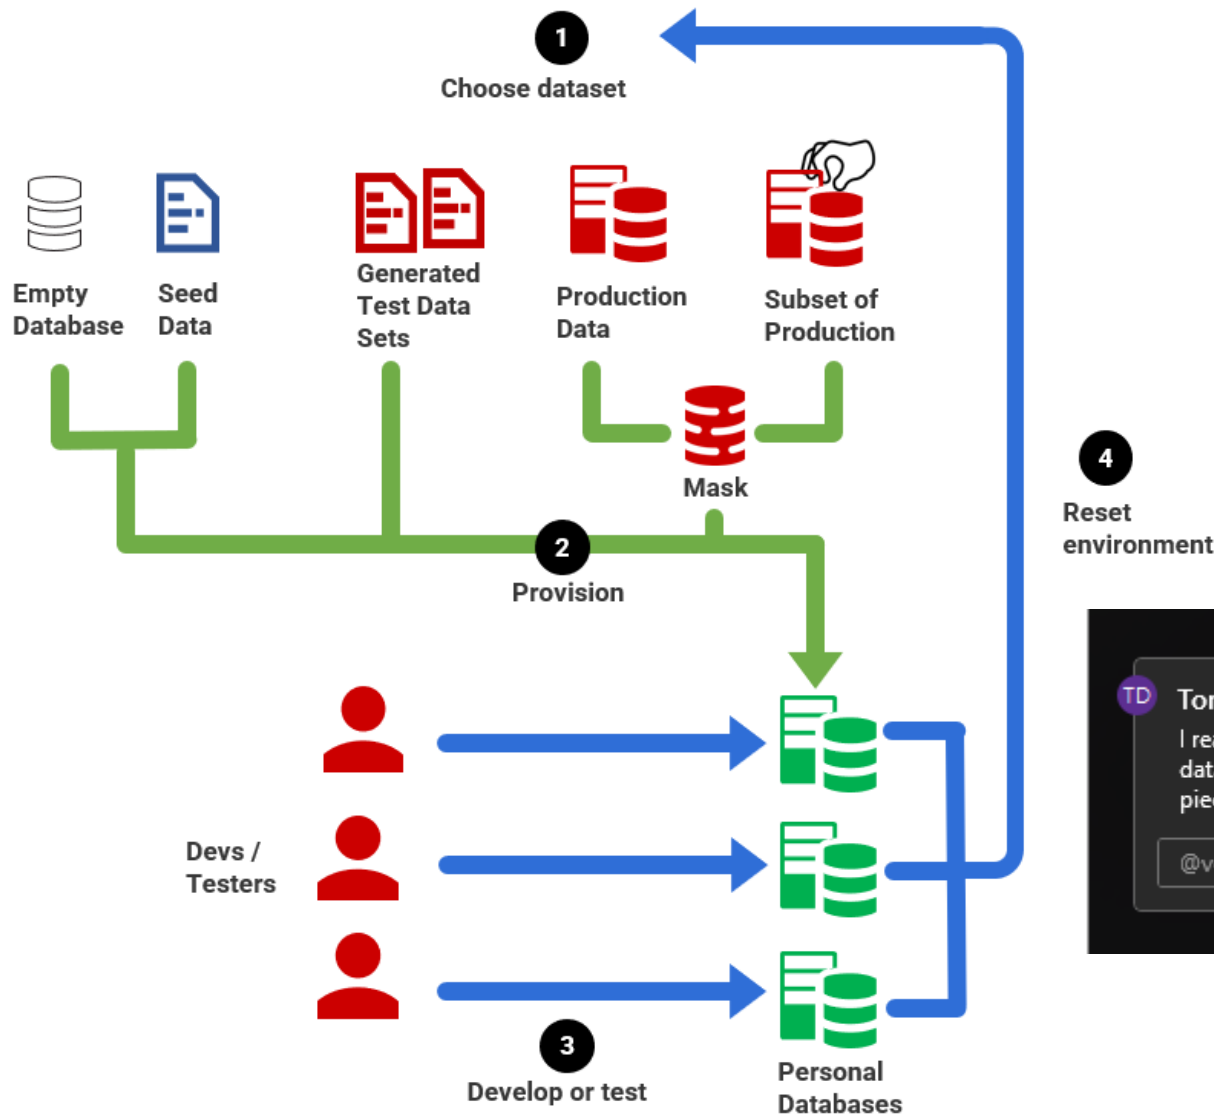 1
Choose dataset
Empty
Database
Seed
Data
Generated
Test Data
Sets
Production
Data
Subset of
Production
Mask
2
Provision
4
Reset
environment
TD
I
Devs /
Testers
3
Develop or test
Personal
Databases